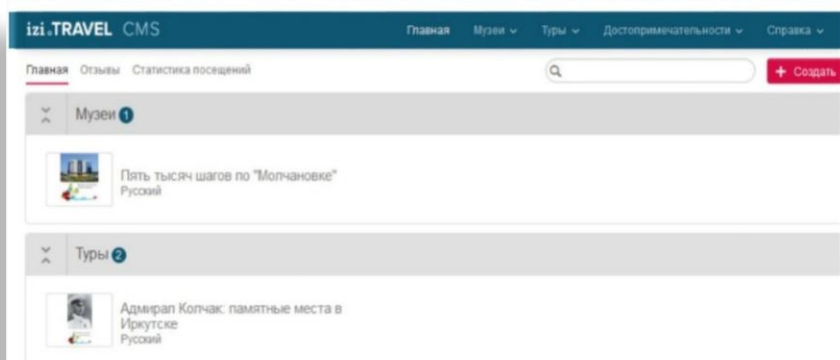 izi.TRAVEL CMS
Главная Музеи Туры Достопримечательности Справка
Главная Отзывы Статистика посещений
+ Создать
Музеи 1
Пять тысяч шагов по "Молчановке"
Русский
Туры 2
Адмирал Колчак: памятные места в
Иркутске
Русский